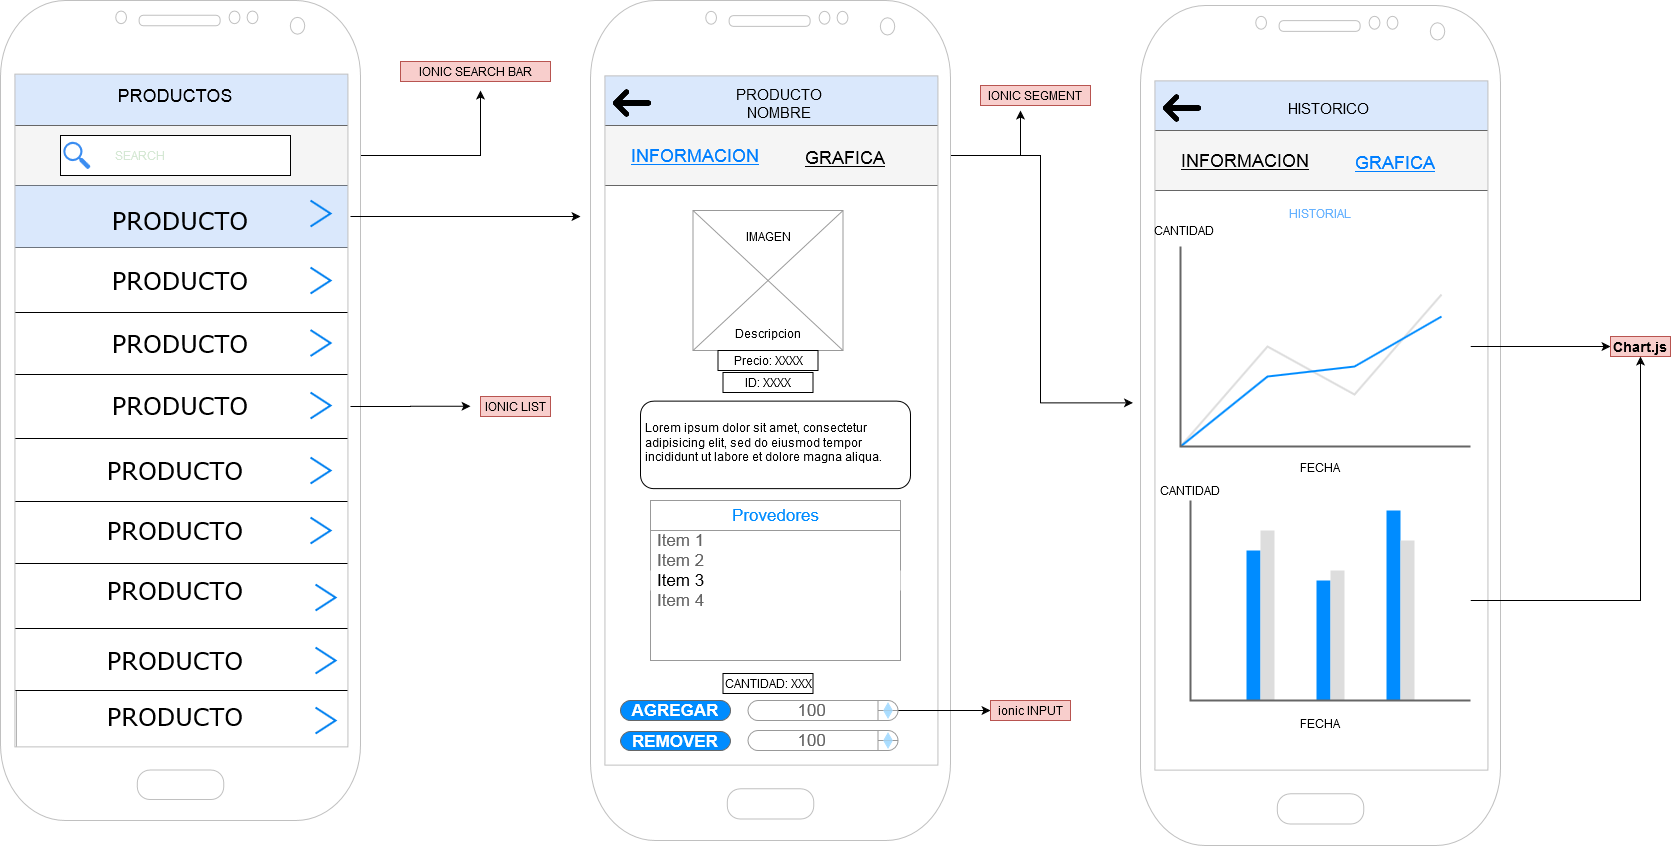 PRODUCTOS
SEARCH
PRODUCTO
PRODUCTO
PRODUCTO
PRODUCTO
PRODUCTO
PRODUCTO
PRODUCTO
PRODUCTO
PRODUCTO
IONIC SEARCH BAR
IONIC LIST
PRODUCTO
NOMBRE
INFORMACION
GRAFICA
IMAGEN
Descripcion
Precio: XXXX
ID: XXXX
Lorem ipsum dolor sit amet, consectetur
adipisicing elit, sed do eiusmod tempor
incididunt ut labore et dolore magna aliqua.
Provedores
Item 1
Item 2
Item 3
Item 4
CANTIDAD: XXX
AGREGAR
100
REMOVER
100
IONIC SEGMENT
ionic INPUT
HISTORICO
INFORMACION
GRAFICA
HISTORIAL
CANTIDAD
FECHA
CANTIDAD
FECHA
Chart.js